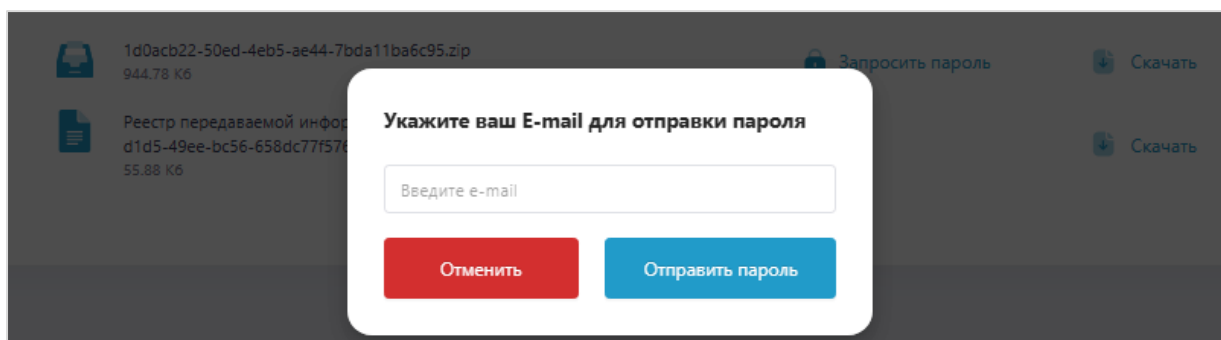 1d0acb22-50ed-4eb5-ae44-7bda11ba6c95.zip
944.78 Кб
Запросить пароль
Скачать
Реестр передаваемой инфор
d1d5-49ee-bc56-658dc77f576
55.88 Кб
Скачать
Укажите ваш E-mail для отправки пароля
Введите e-mail
Отменить
Отправить пароль